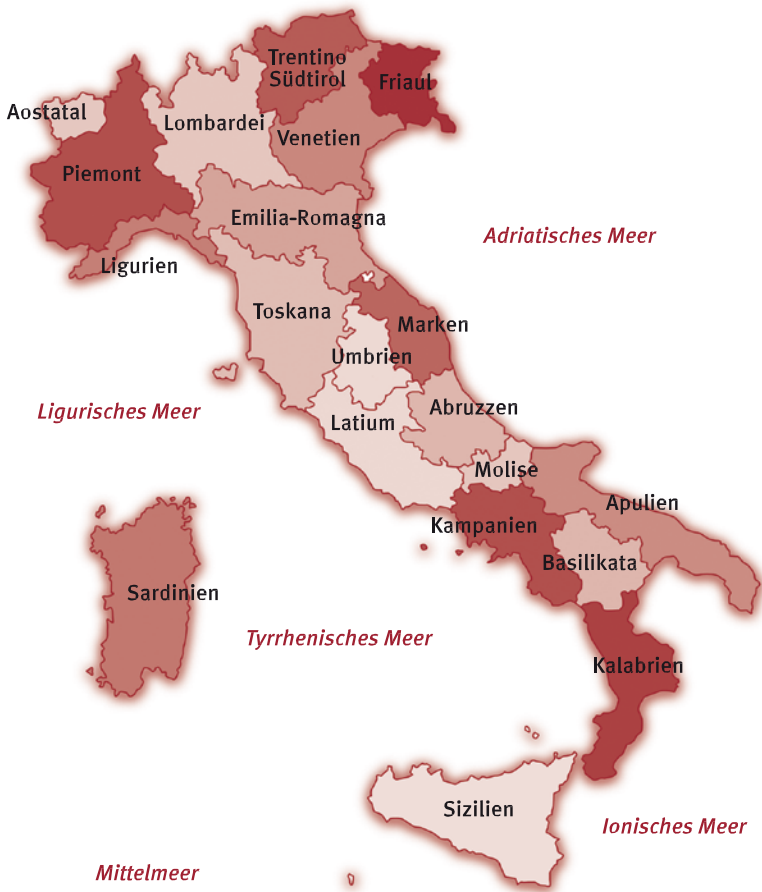 Trentino
Südtirol
Friaul
Aostatal
Lombardei
Venetien
Piemont
Emilia-Romagna
Adriatisches Meer
Ligurien
Toskana
Marken
Umbrien
Ligurisches Meer
Abruzzen
Latium
Molise
Apulien
Kampanien
Basilikata
Sardinien
Tyrrhenisches Meer
Kalabrien
Sizilien
Ionisches Meer
Mittelmeer